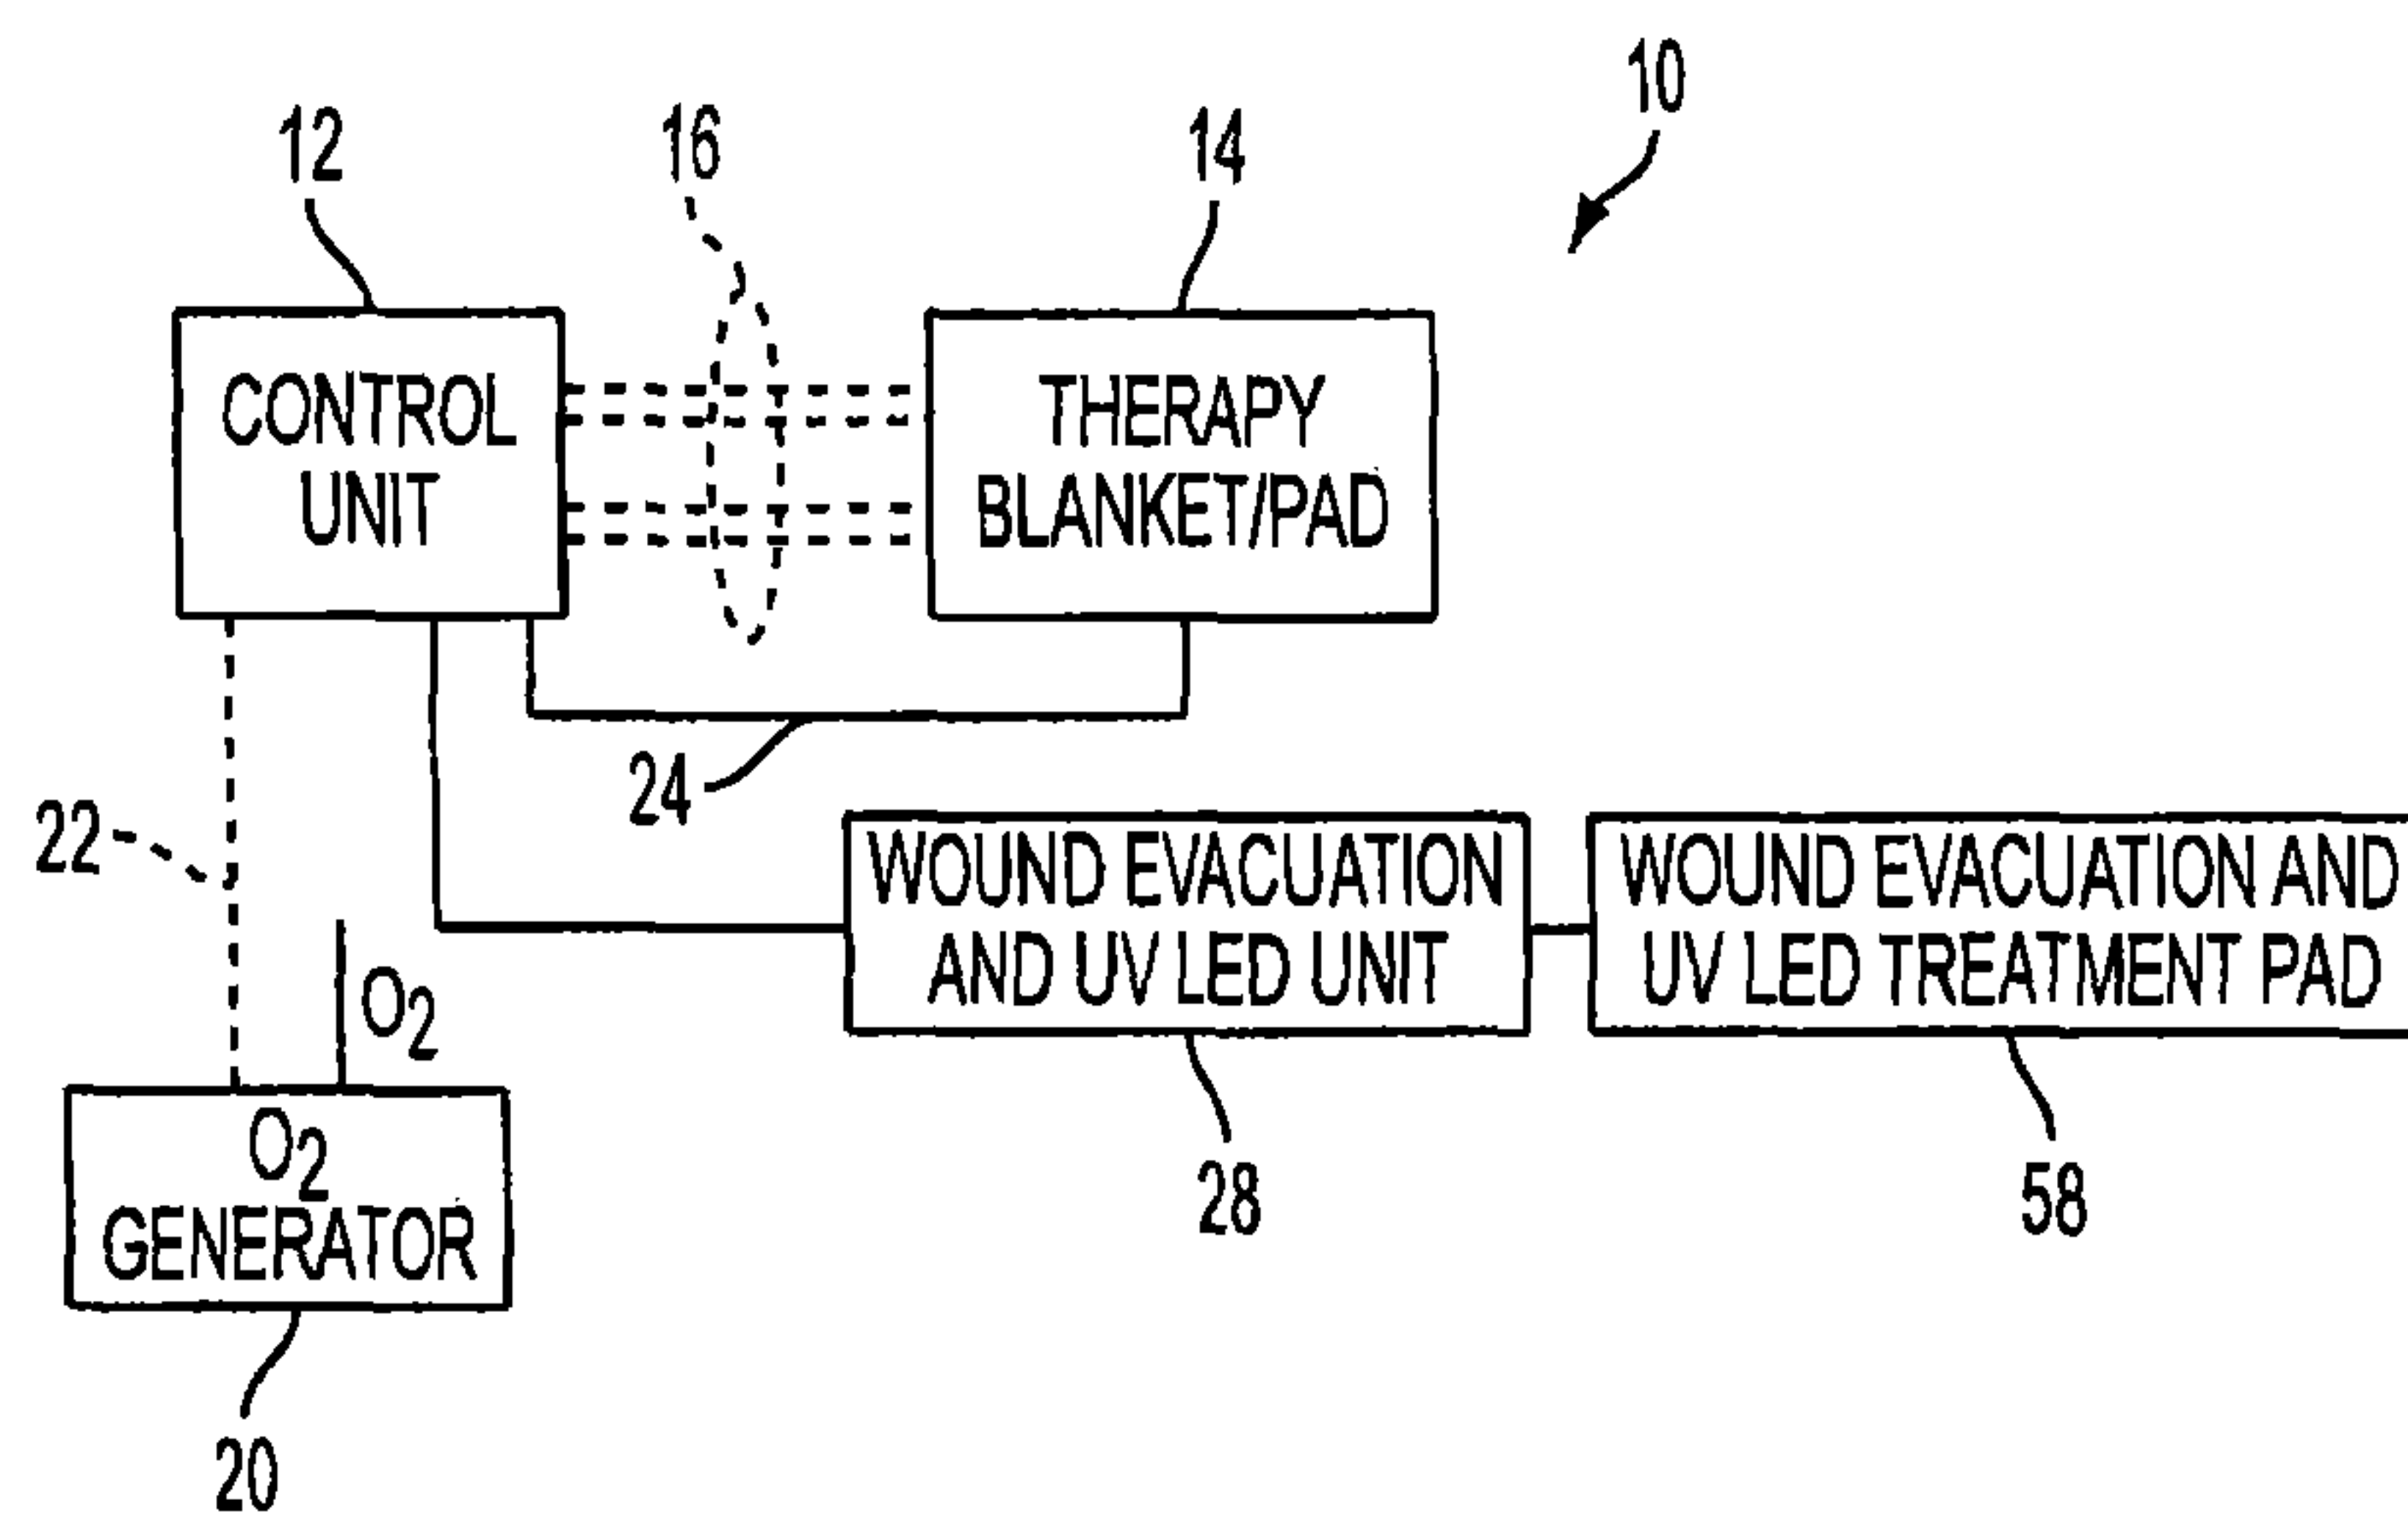 10
12
16
14
CONTROL
UNIT
THERAPY
BLANKET/PAD
24
22
WOUND EVACUATION
AND UV LED UNIT
WOUND EVACUATION AND
UV LED TREATMENT PAD
O2
O2
GENERATOR
28
58
20